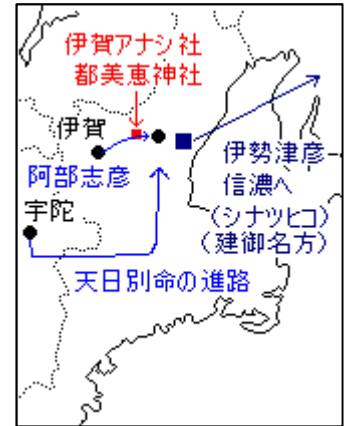 伊賀アナシ社
都美恵神社
伊賀
阿部志彦
宇陀
伊勢津彦
信濃へ
(シナツヒコ)
(建御名方)
天日別命の進路